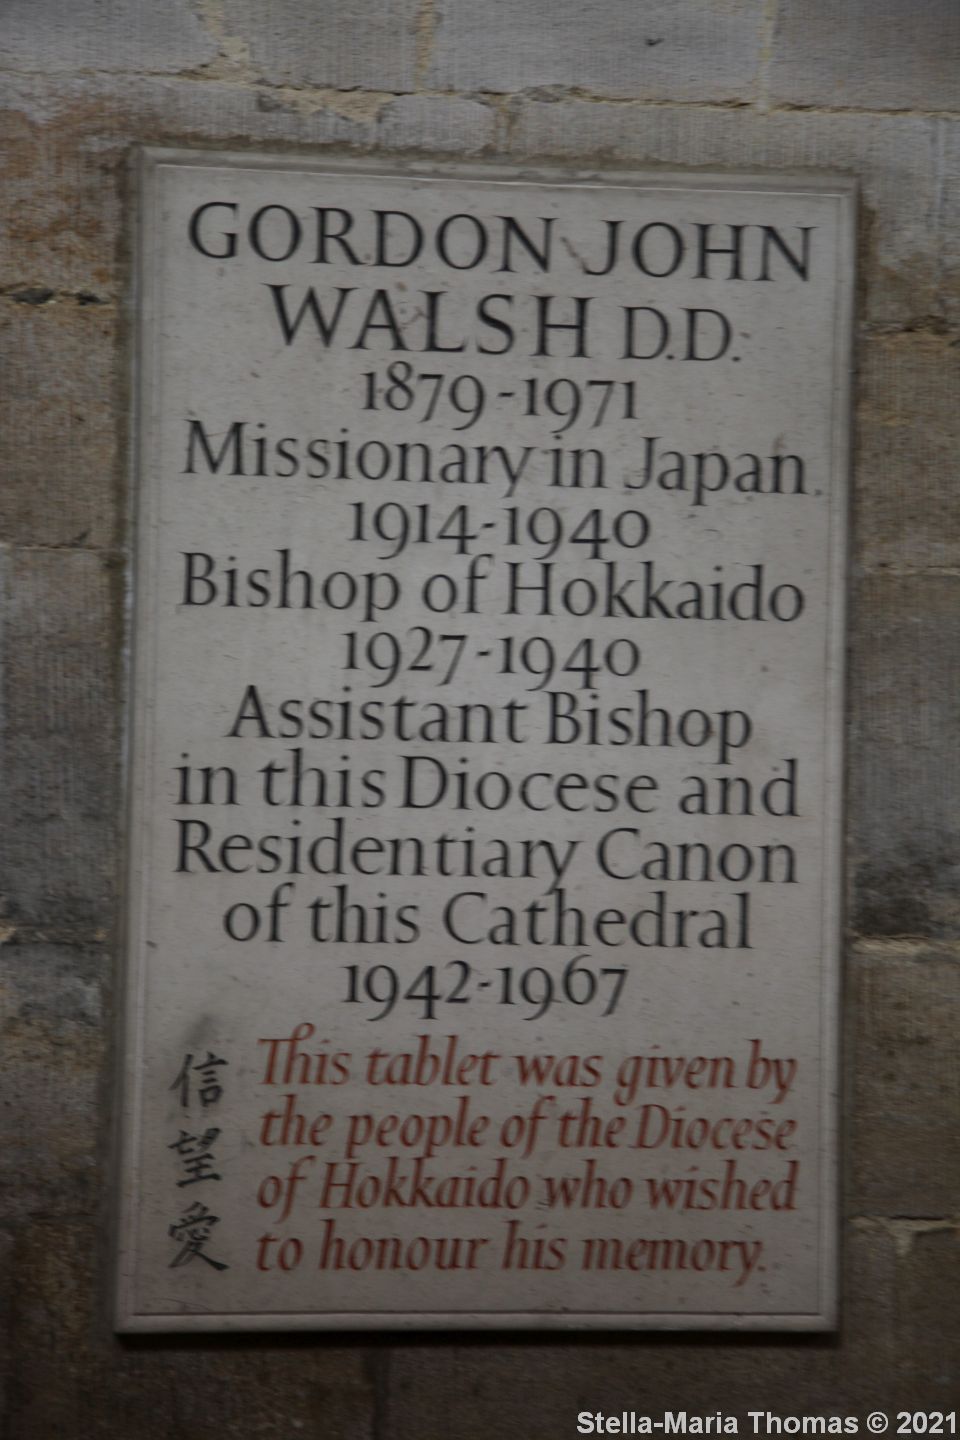 GORDON JOHN
WALSH D.D.
1879-1971
Missionary in Japan
1914-1940
Bishop of Hokkaido
1927-1940
Assistant Bishop
in this Diocese and
Residentiary Canon
of this Cathedral
1942-1967
信
望
愛
This tablet was given by
the people of the Diocese
of Hokkaido who wished
to honour his memory.
Stella-Maria Thomas © 2021